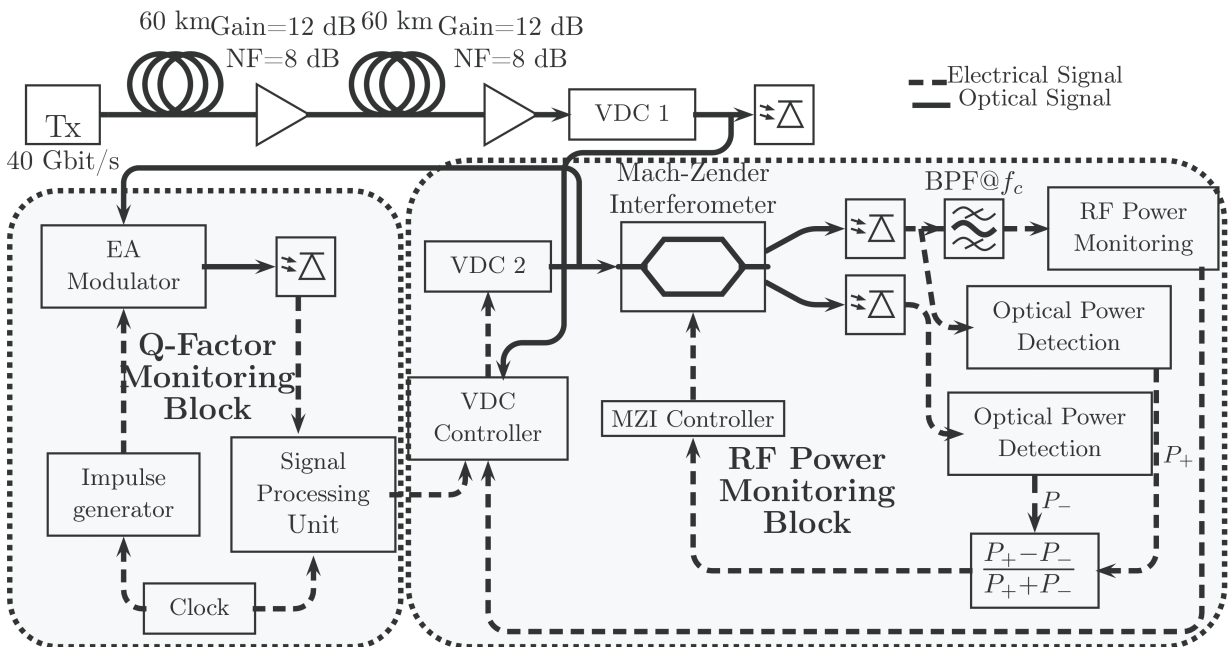 60 km
Gain=12 dB
NF=8 dB
60 km
Gain=12 dB
NF=8 dB
Electrical Signal
Optical Signal
Tx
40 Gbit/s
VDC 1
Mach-Zender
Interferometer
BPF@f_c
RF Power
Monitoring
EA
Modulator
VDC 2
Optical Power
Detection
Q-Factor
Monitoring
Block
VDC
Controller
MZI Controller
Optical Power
Detection
P_+
RF Power
Monitoring
Block
Impulse
generator
Signal
Processing
Unit
P_-
P_+−P_-
P_++P_-
Clock